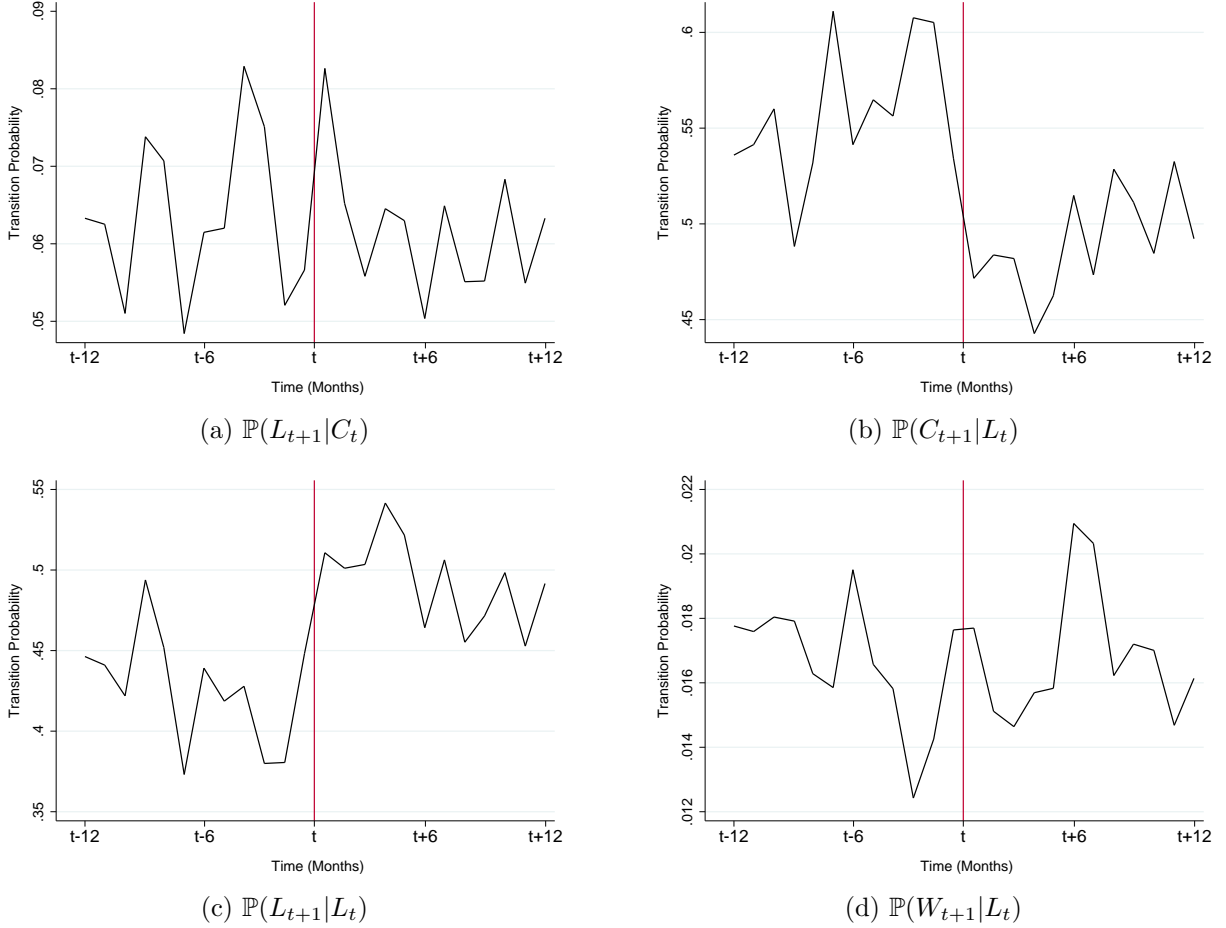 .09
.08
.07
.06
.05
Transition Probability
t-12 t-6 t t+6 t+12
Time (Months)
(a) ℙ(L_{t+1}|C_t)
.6
.55
.5
.45
Transition Probability
t-12 t-6 t t+6 t+12
Time (Months)
(b) ℙ(C_{t+1}|L_t)
.55
.5
.45
.4
.35
Transition Probability
t-12 t-6 t t+6 t+12
Time (Months)
(c) ℙ(L_{t+1}|L_t)
.022
.02
.018
.016
.014
.012
Transition Probability
t-12 t-6 t t+6 t+12
Time (Months)
(d) ℙ(W_{t+1}|L_t)